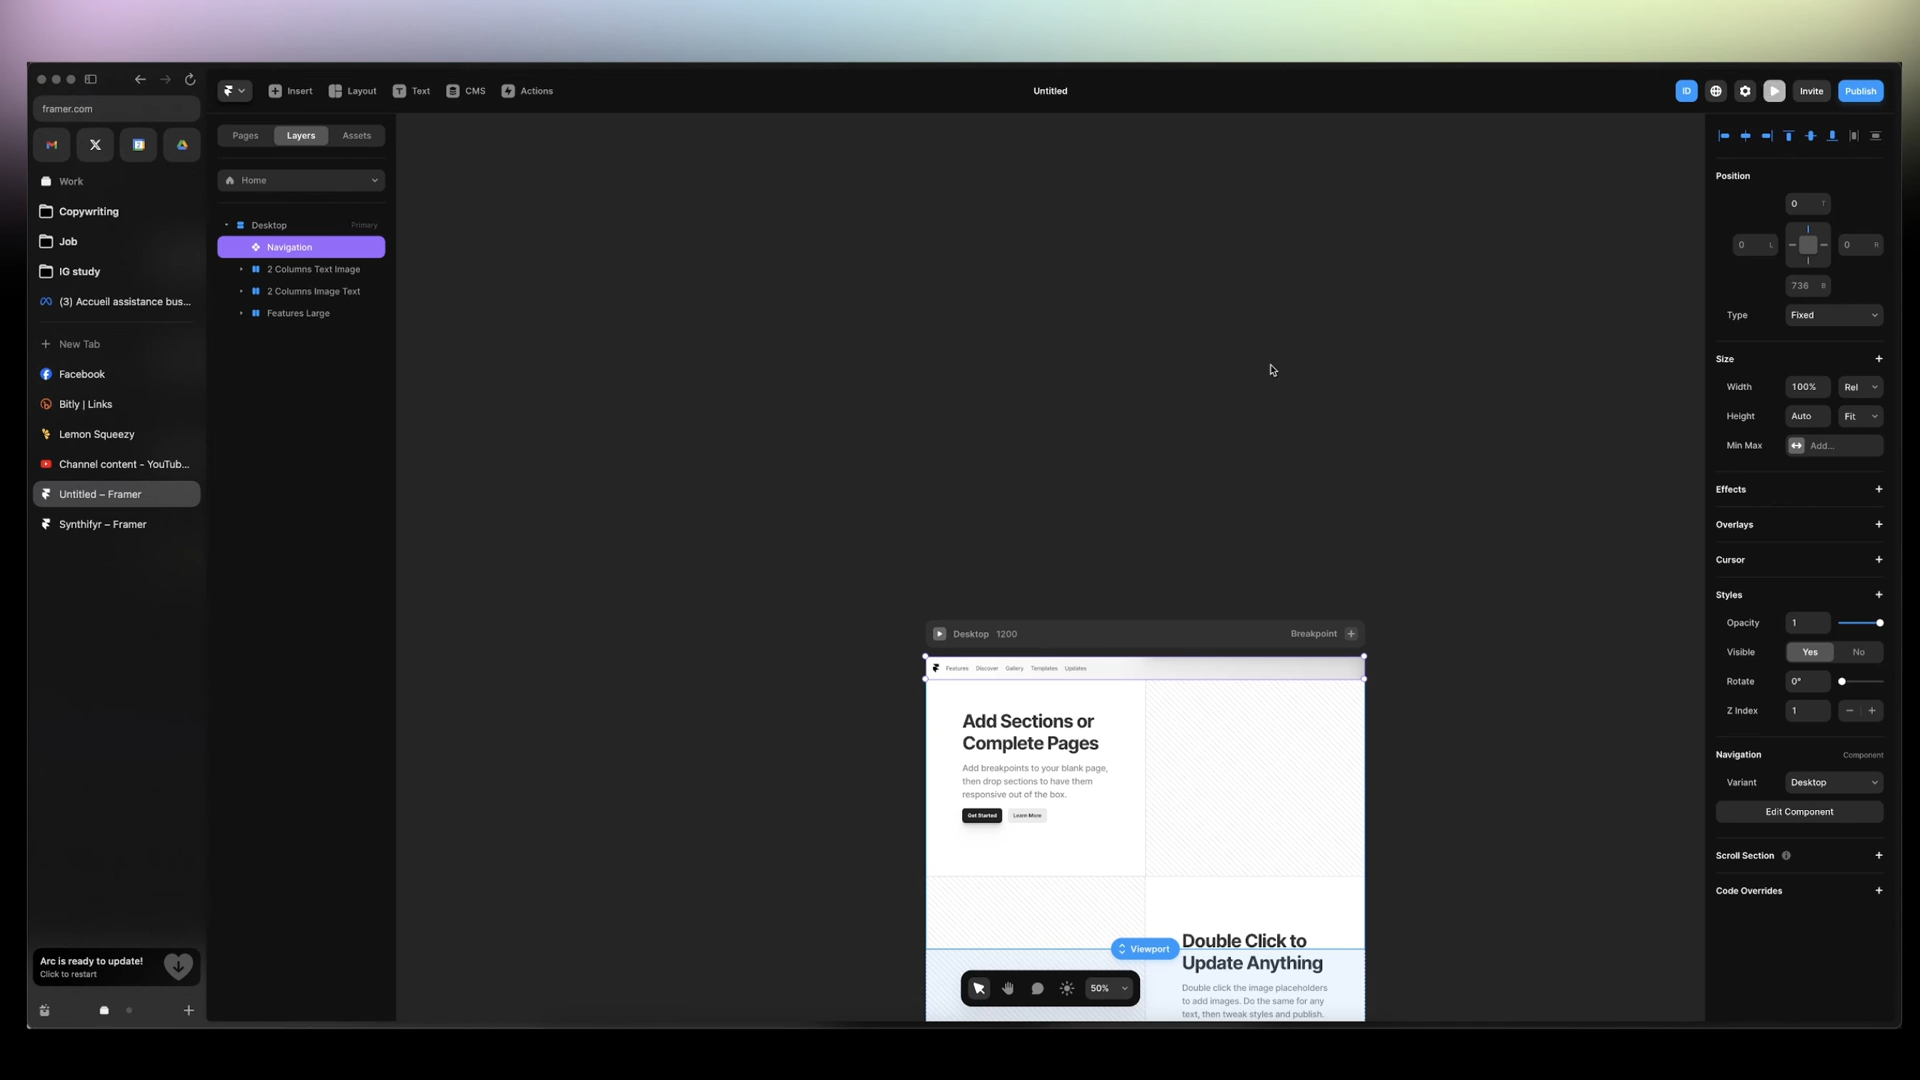 framer.com
Work
Copywriting
Job
IG study
(3) Accueil assistance bus...
New Tab
Facebook
Bitly | Links
Lemon Squeezy
Channel content - YouTub...
Untitled – Framer
Synthifyr – Framer
Arc is ready to update!
Click to restart
Insert
Layout
Text
CMS
Actions
Untitled
ID
Invite
Publish
Pages
Layers
Assets
Home
Desktop
Primary
Navigation
2 Columns Text Image
2 Columns Image Text
Features Large
Desktop 1200
Breakpoint
Features Discover Gallery Templates Updates
Add Sections or
Complete Pages
Add breakpoints to your blank page,
then drop sections to have them
responsive out of the box.
Get Started
Learn More
Viewport
Double Click to
Update Anything
Double click the image placeholders
to add images. Do the same for any
text, then tweak styles and publish.
50%
Position
0 T
0 L
0 R
736 B
Type
Fixed
Size
Width
100%
Rel
Height
Auto
Fit
Min Max
Add...
Effects
Overlays
Cursor
Styles
Opacity
1
Visible
Yes
No
Rotate
0°
Z Index
1
Navigation
Component
Variant
Desktop
Edit Component
Scroll Section
Code Overrides